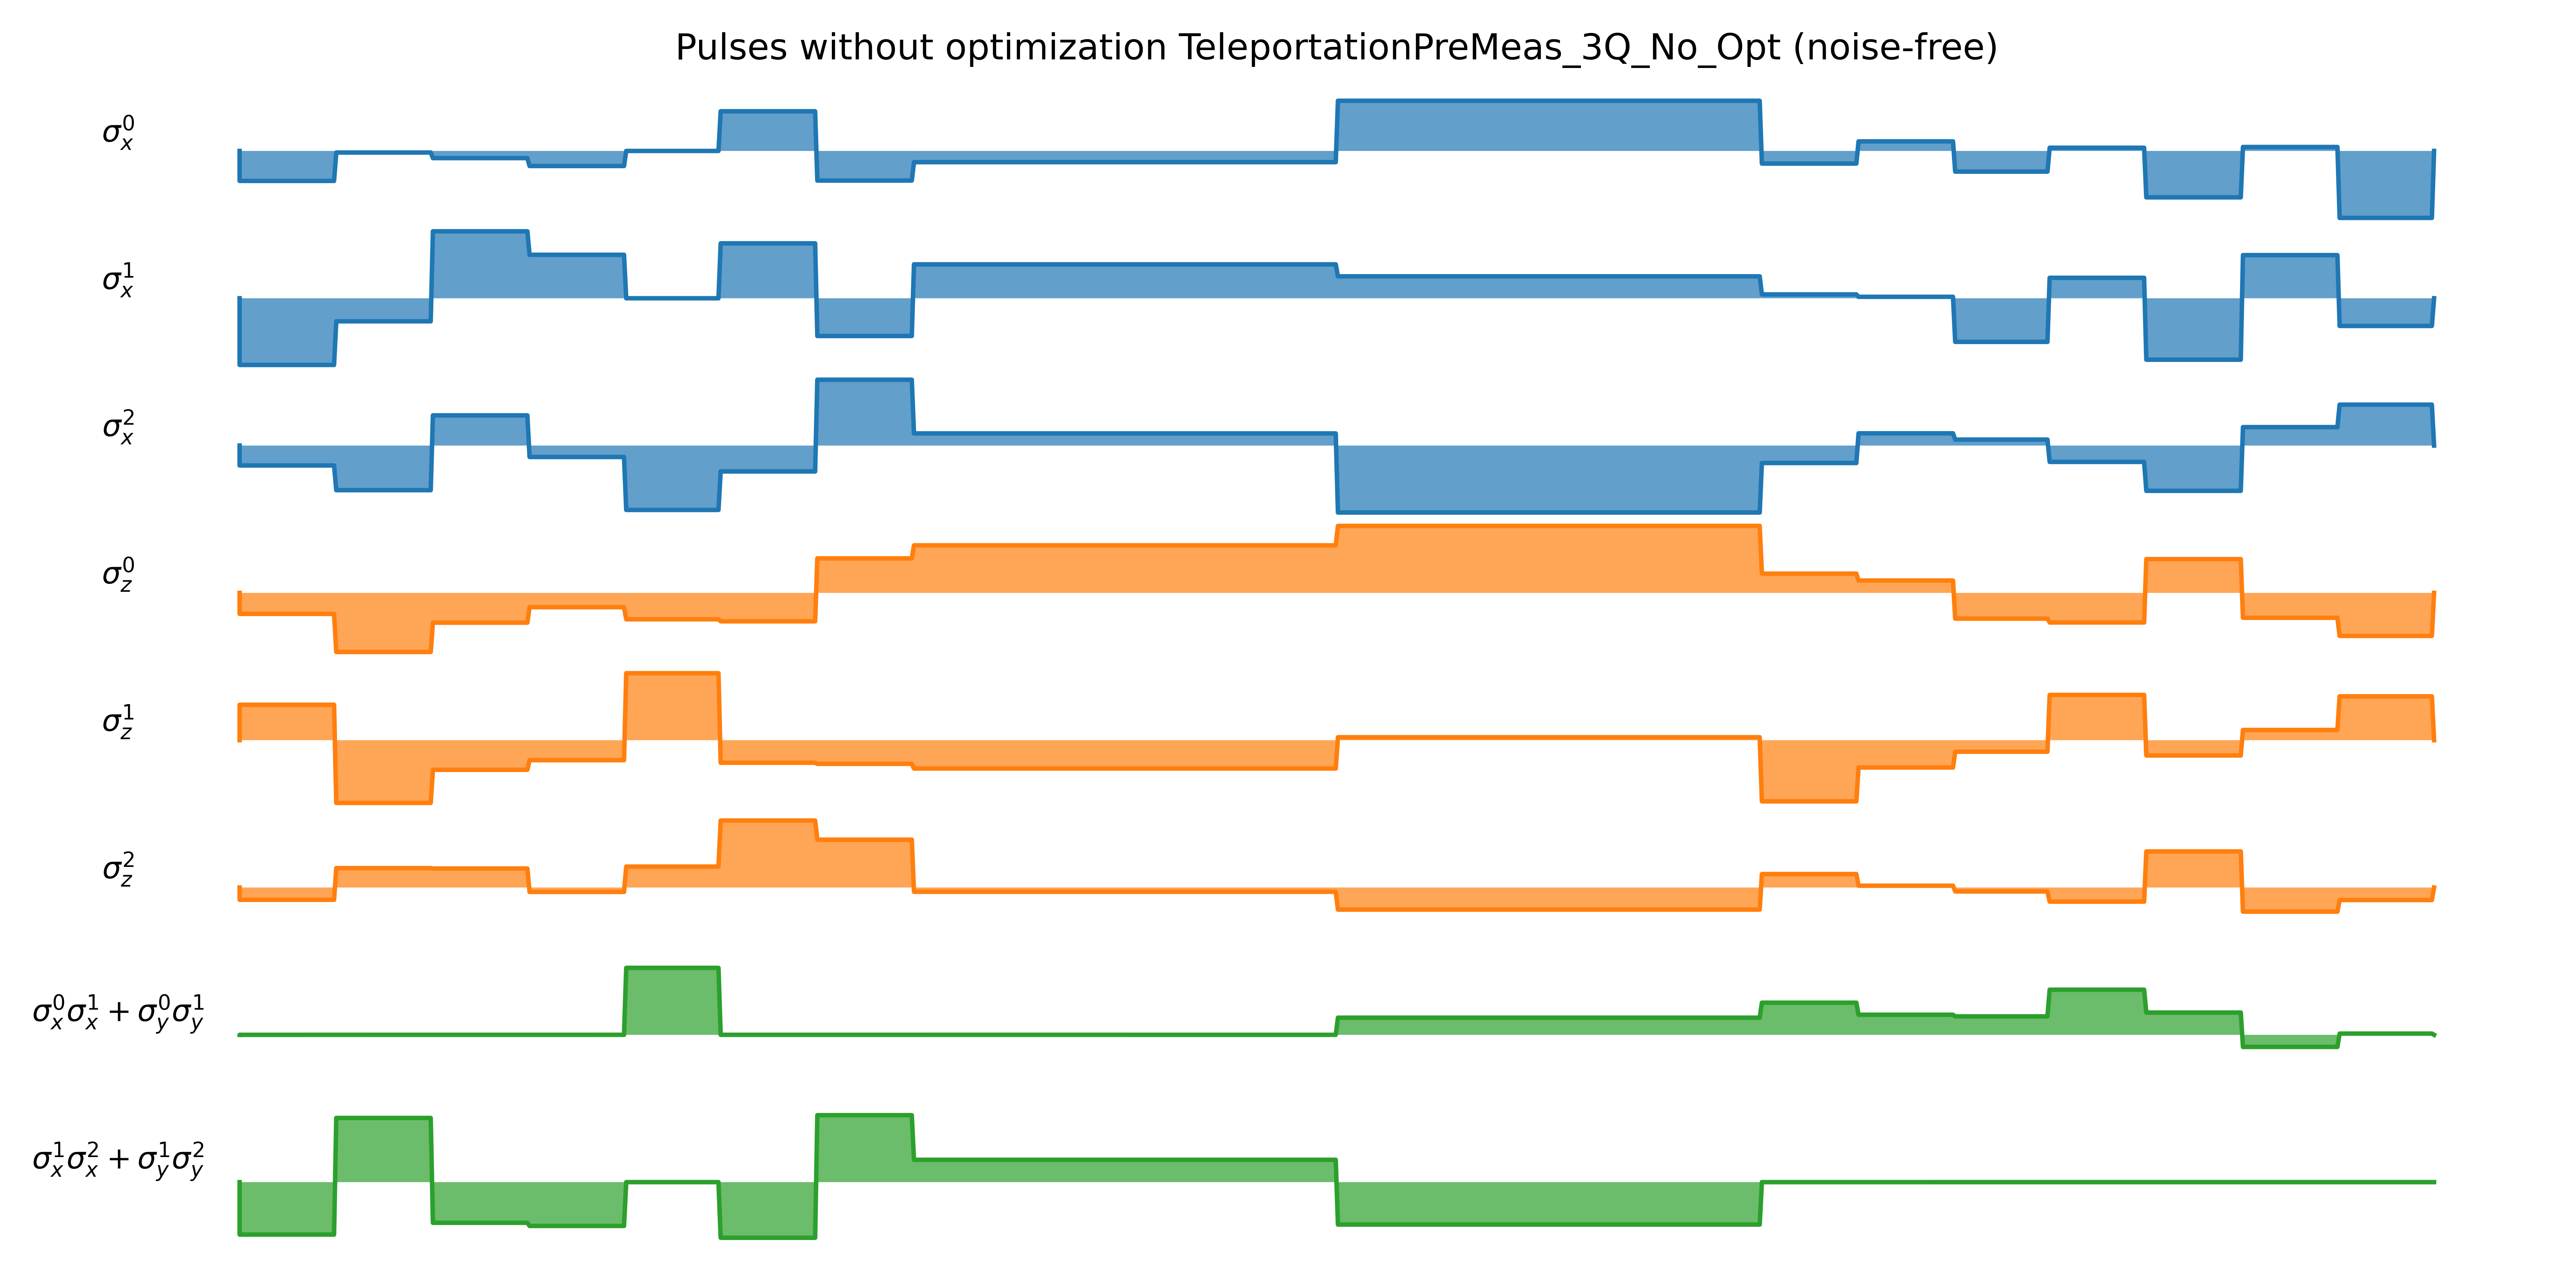 Pulses without optimization TeleportationPreMeas_3Q_No_Opt (noise-free)
σ_x^0
σ_x^1
σ_x^2
σ_z^0
σ_z^1
σ_z^2
σ_x^0σ_x^1 + σ_y^0σ_y^1
σ_x^1σ_x^2 + σ_y^1σ_y^2